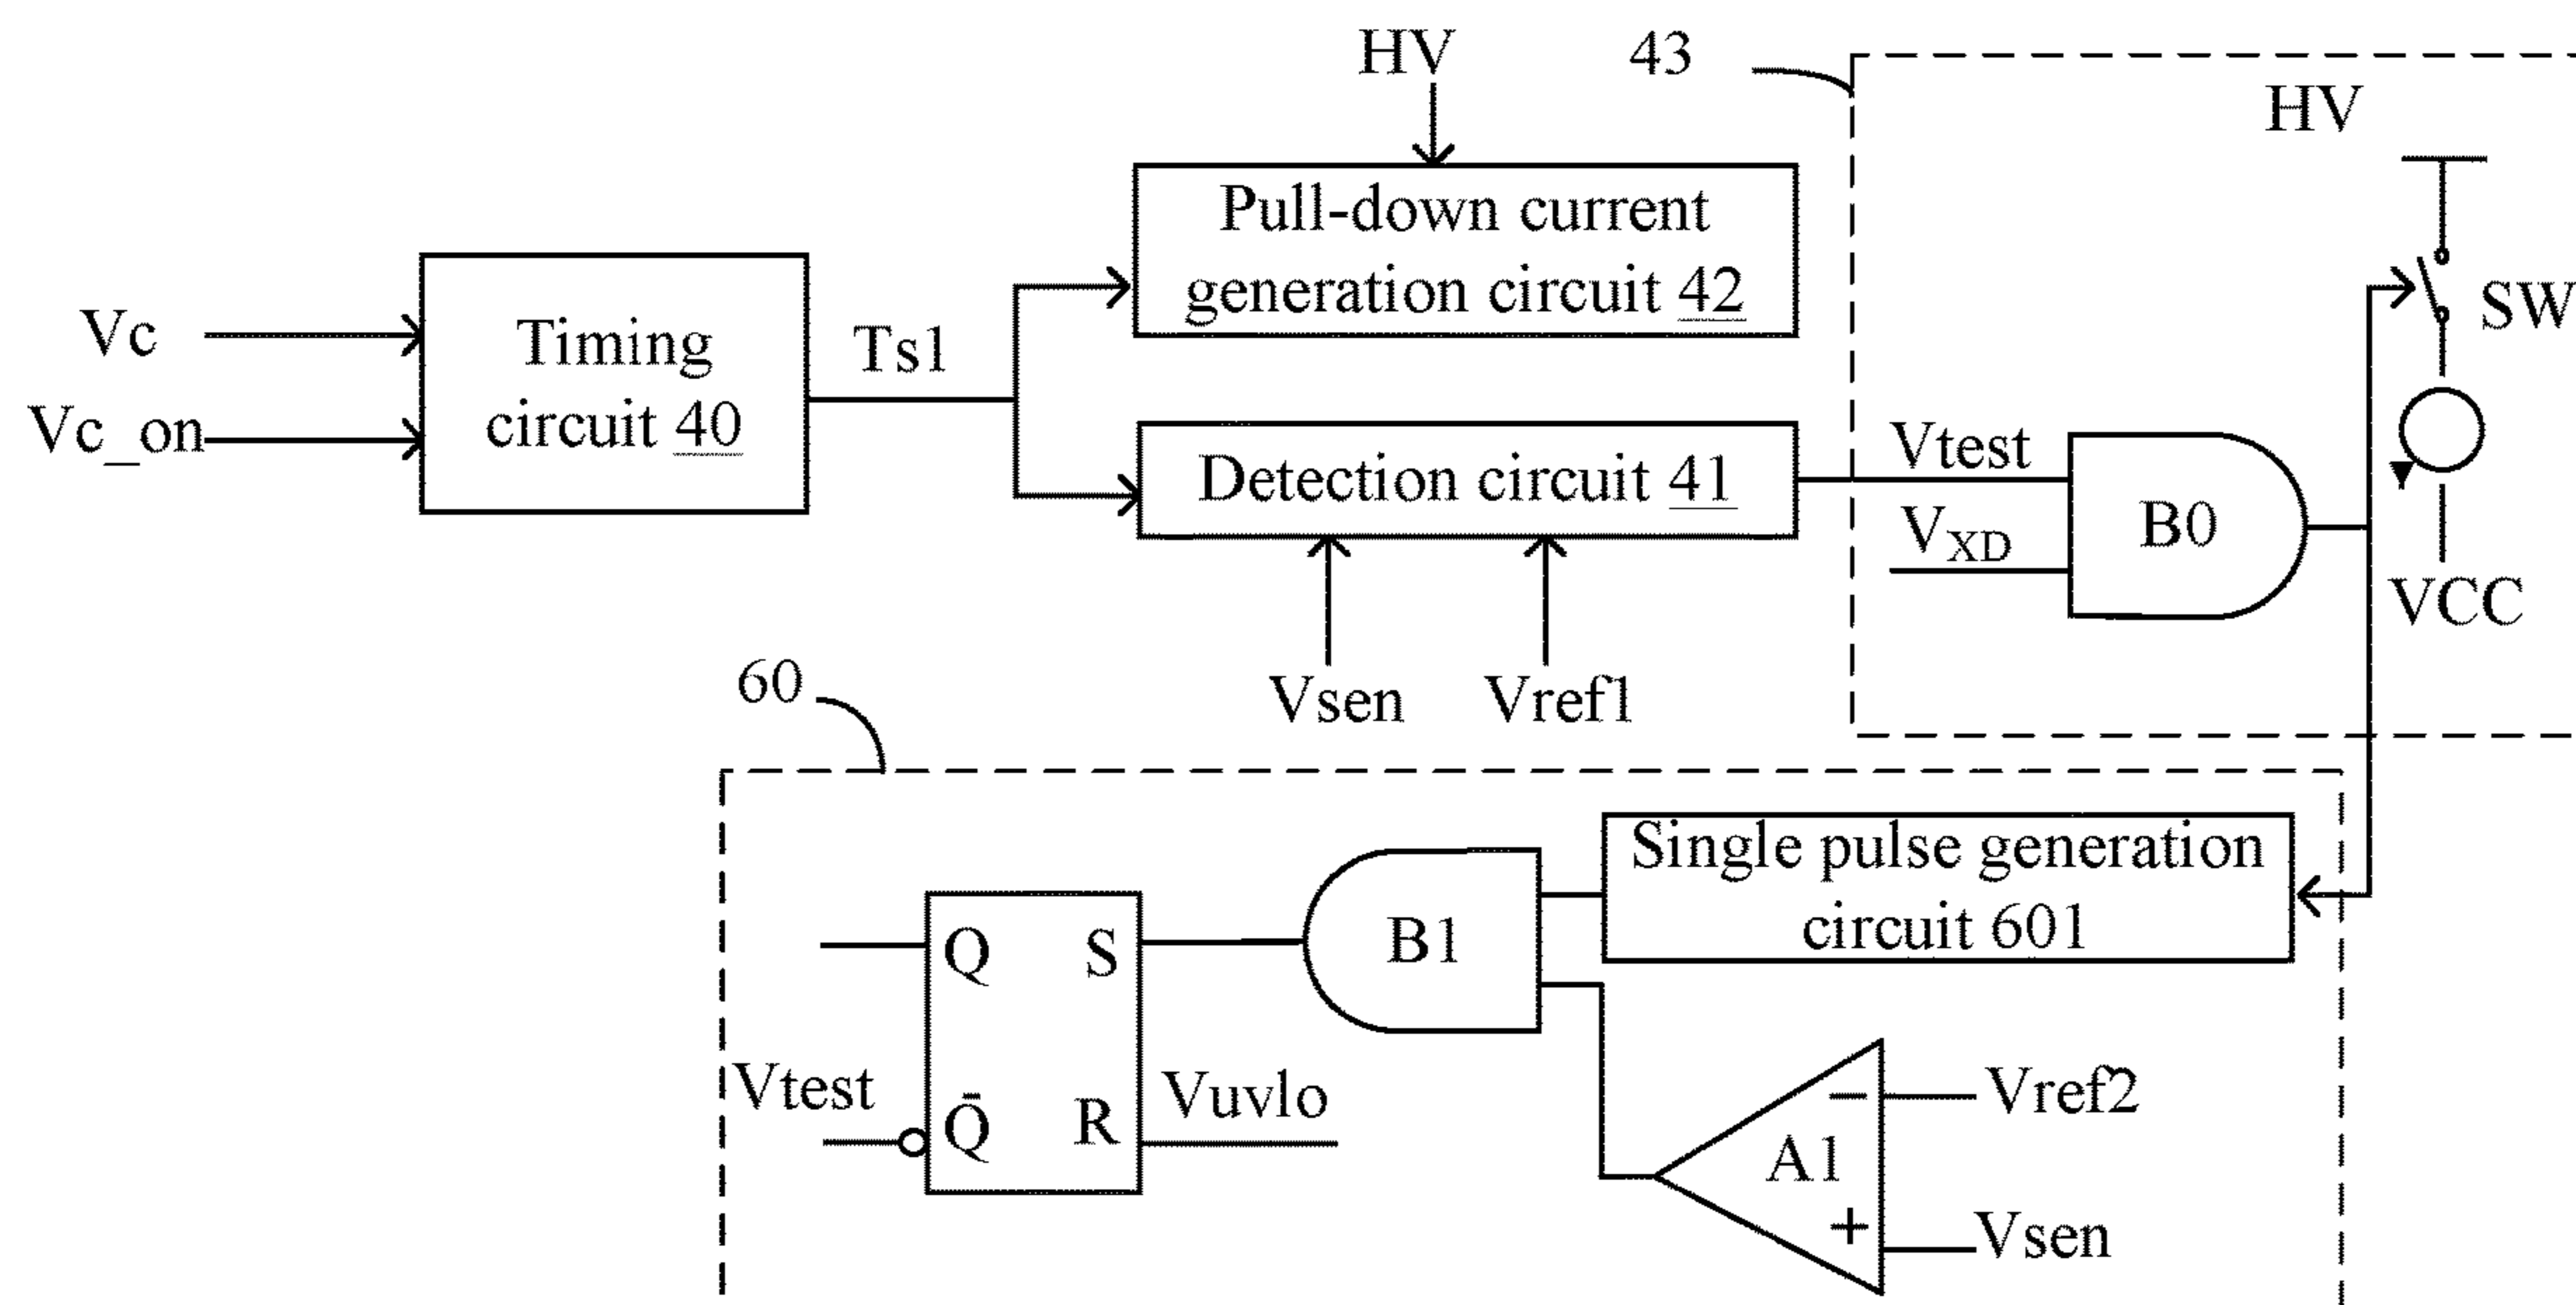 HV
43
HV
Pull-down current
generation circuit 42
Vc
Vc_on
Timing
circuit 40
Ts1
SW
Detection circuit 41
Vtest
VXD
B0
VCC
Vsen
Vref1
60
Single pulse generation
circuit 601
B1
Q
S
Vtest
Q̄
R
Vuvlo
−
Vref2
A1
+
Vsen